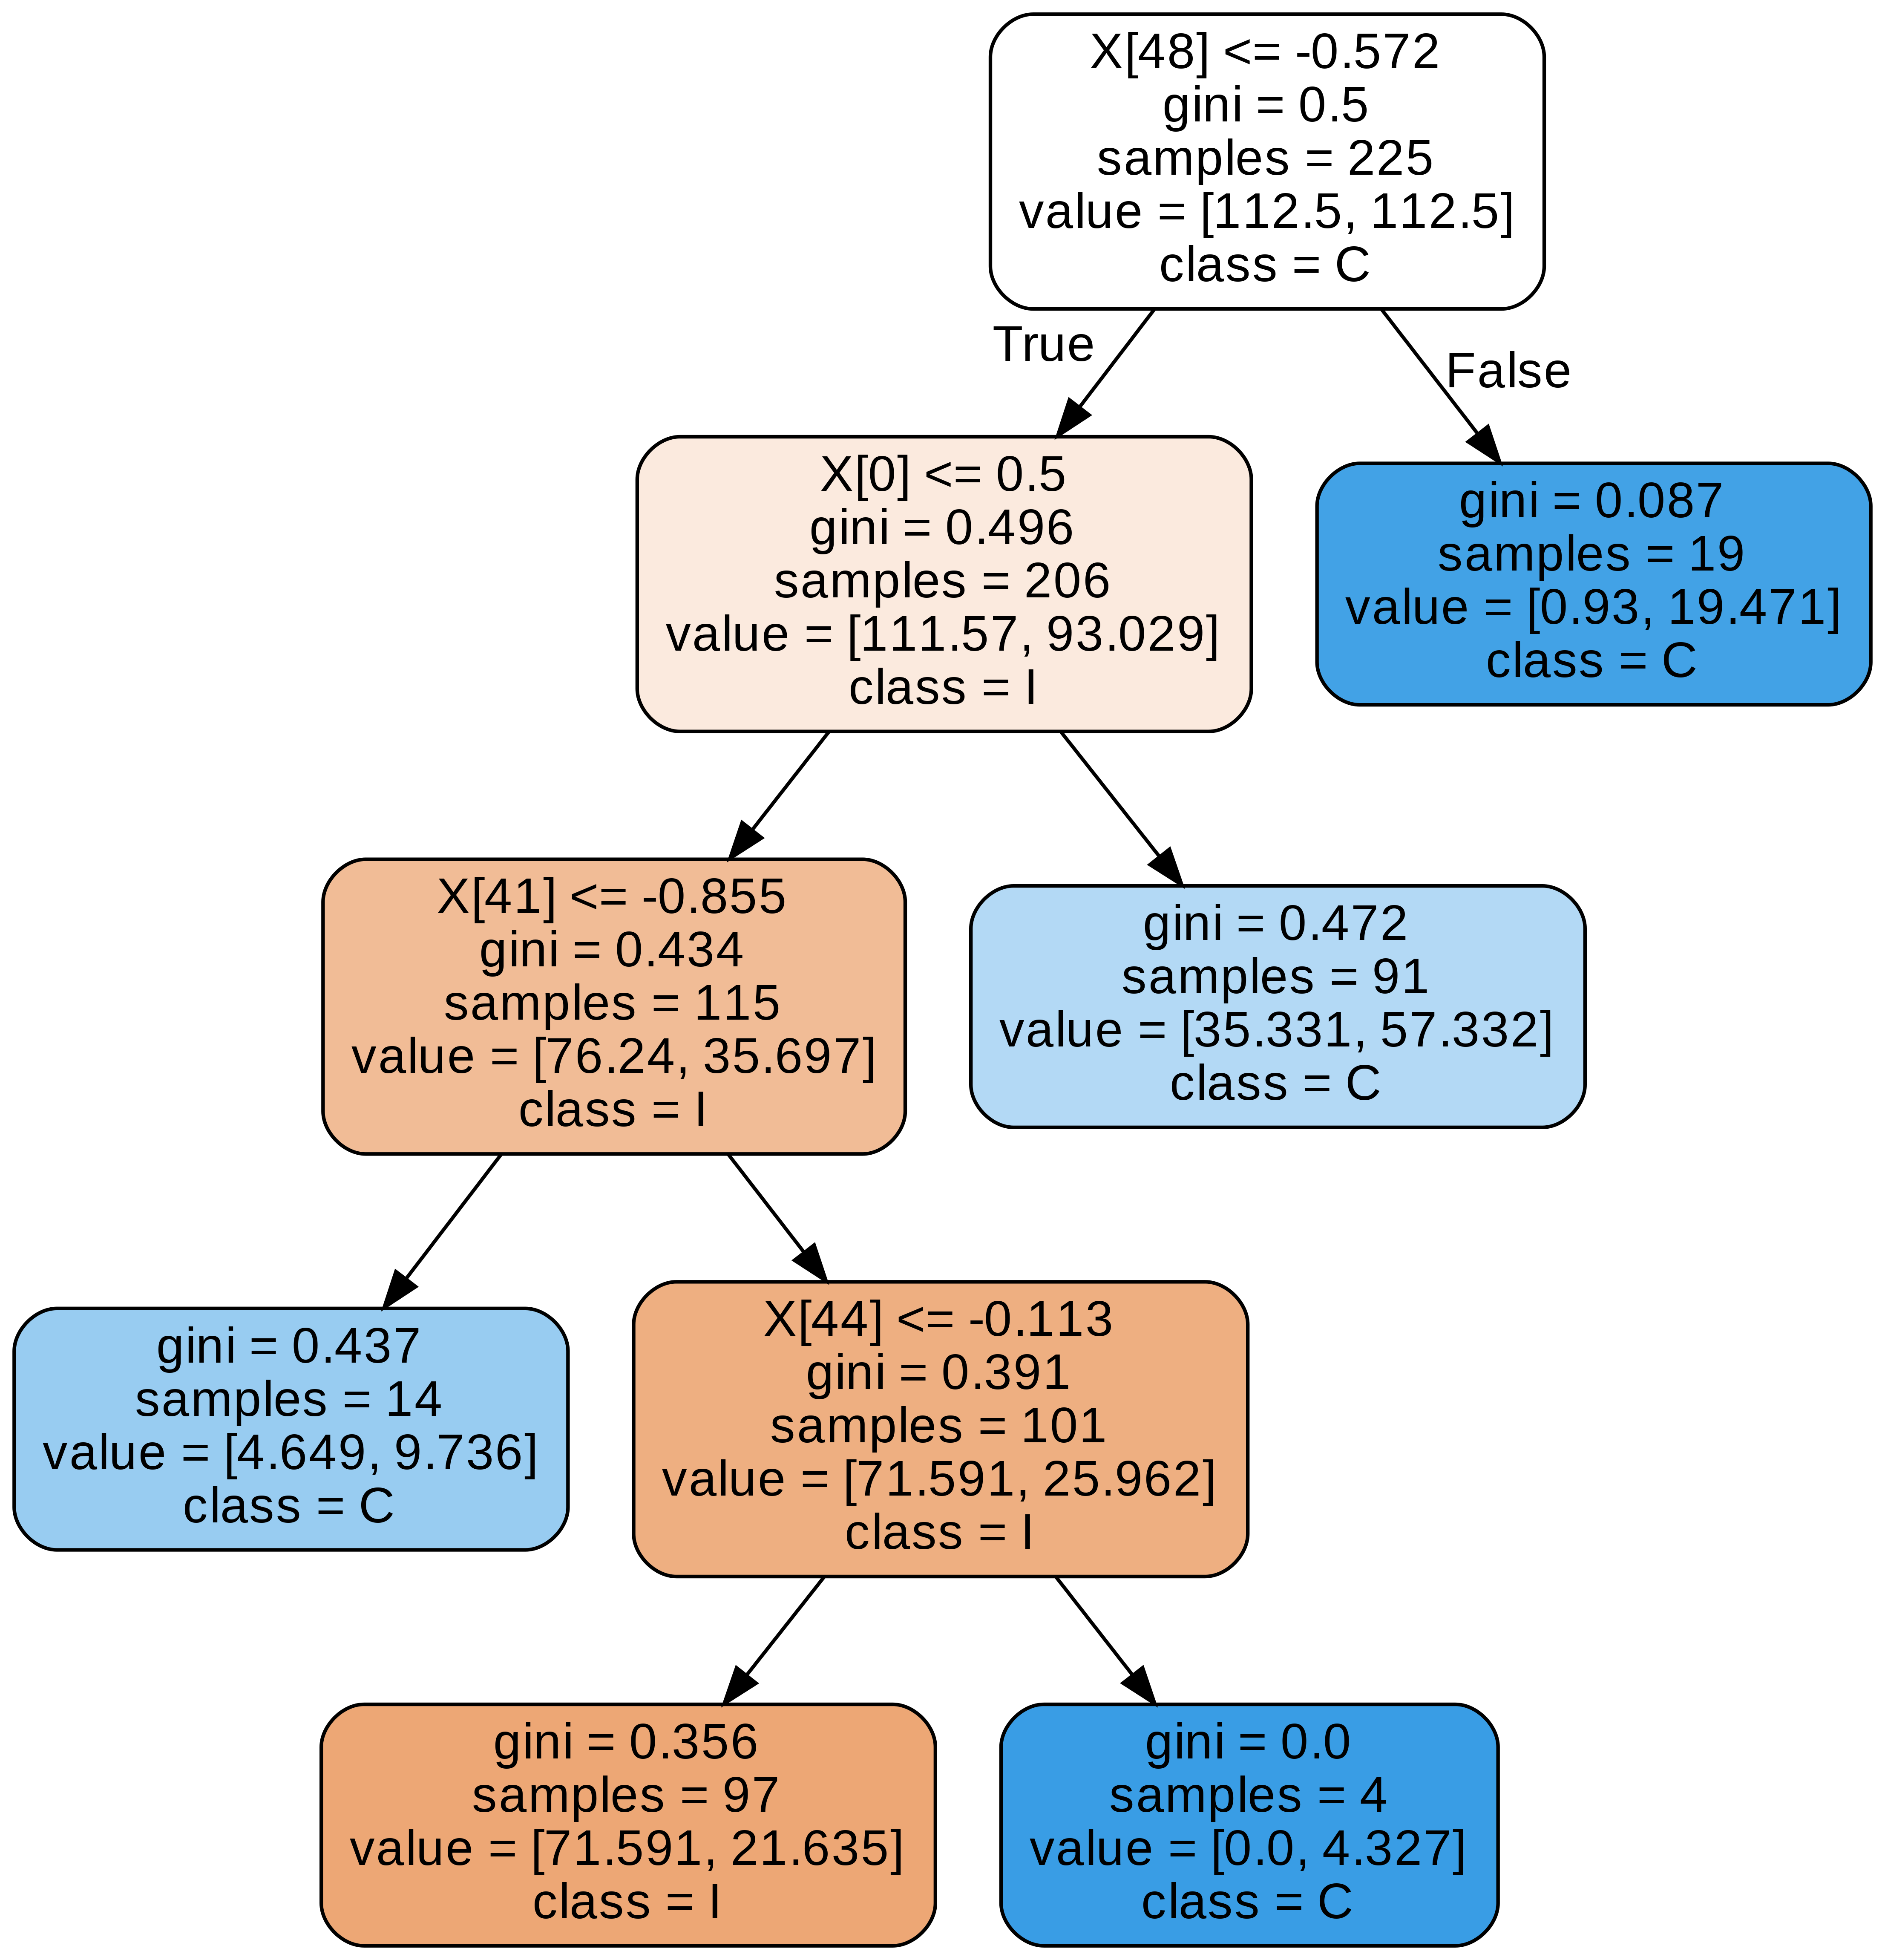 X[48] <= -0.572
gini = 0.5
samples = 225
value = [112.5, 112.5]
class = C
True
False
X[0] <= 0.5
gini = 0.496
samples = 206
value = [111.57, 93.029]
class = I
gini = 0.087
samples = 19
value = [0.93, 19.471]
class = C
X[41] <= -0.855
gini = 0.434
samples = 115
value = [76.24, 35.697]
class = I
gini = 0.472
samples = 91
value = [35.331, 57.332]
class = C
gini = 0.437
samples = 14
value = [4.649, 9.736]
class = C
X[44] <= -0.113
gini = 0.391
samples = 101
value = [71.591, 25.962]
class = I
gini = 0.356
samples = 97
value = [71.591, 21.635]
class = I
gini = 0.0
samples = 4
value = [0.0, 4.327]
class = C